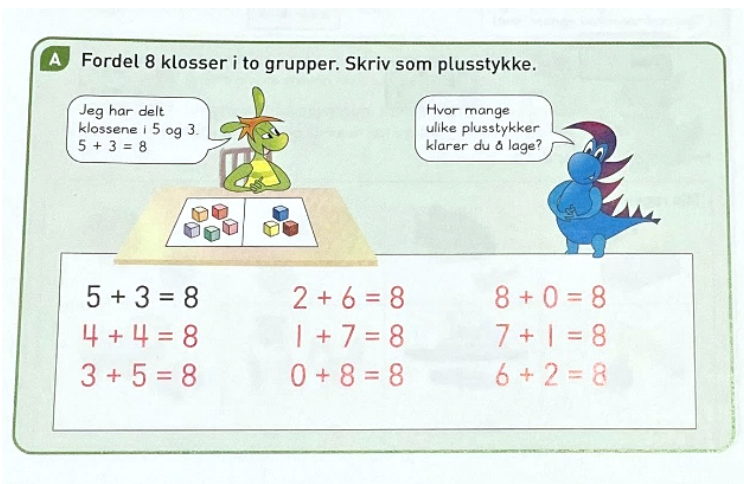 A Fordel 8 klosser i to grupper. Skriv som plusstykke.
Jeg har delt
klossene i 5 og 3.
5 + 3 = 8
Hvor mange
ulike plusstykker
klarer du å lage?
5 + 3 = 8
4 + 4 = 8
3 + 5 = 8
2 + 6 = 8
1 + 7 = 8
0 + 8 = 8
8 + 0 = 8
7 + 1 = 8
6 + 2 = 8